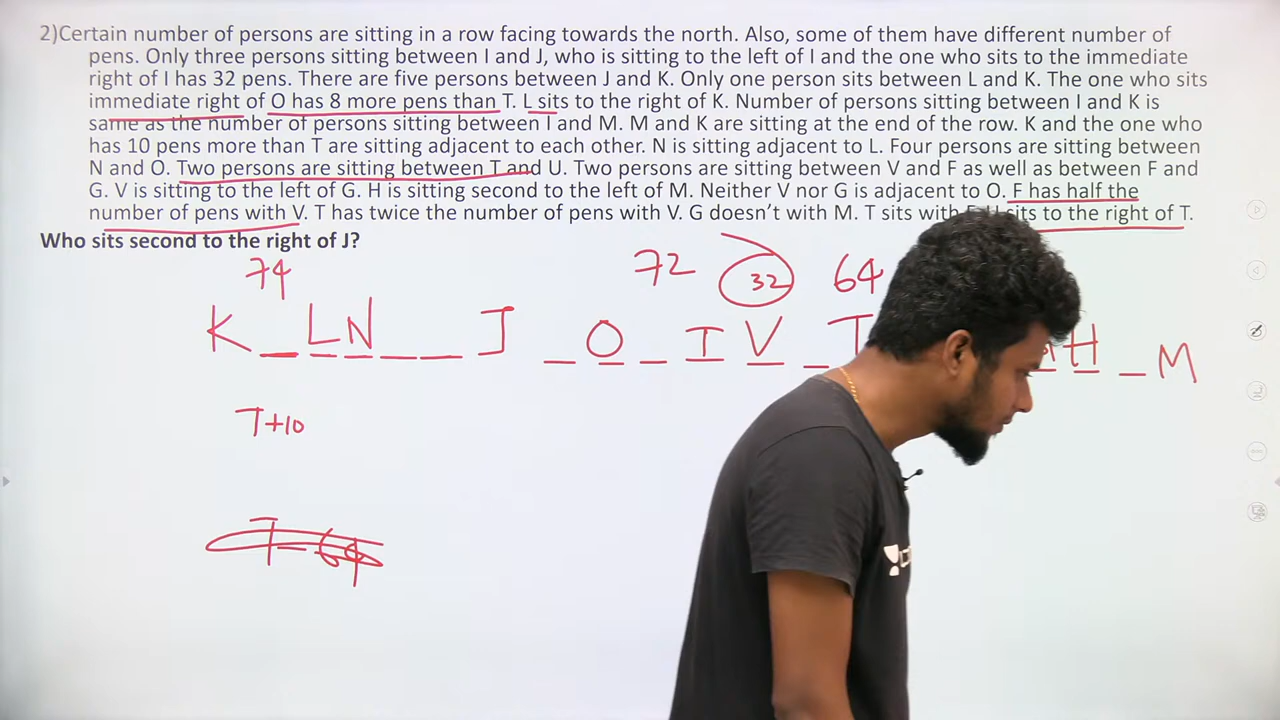 2)Certain number of persons are sitting in a row facing towards the north. Also, some of them have different number of
pens. Only three persons sitting between I and J, who is sitting to the left of I and the one who sits to the immediate
right of I has 32 pens. There are five persons between J and K. Only one person sits between L and K. The one who sits
immediate right of O has 8 more pens than T. L sits to the right of K. Number of persons sitting between I and K is
same as the number of persons sitting between I and M. M and K are sitting at the end of the row. K and the one who
has 10 pens more than T are sitting adjacent to each other. N is sitting adjacent to L. Four persons are sitting between
N and O. Two persons are sitting between T and U. Two persons are sitting between V and F as well as between F and
G. V is sitting to the left of G. H is sitting second to the left of M. Neither V nor G is adjacent to O. F has half the
number of pens with V. T has twice the number of pens with V. G doesn't with M. T sits with sits to the right of T.
Who sits second to the right of J?
74 72 32 64
K _ L N _ _ J _ O _ I V _ T H _ M
T+10
T-64